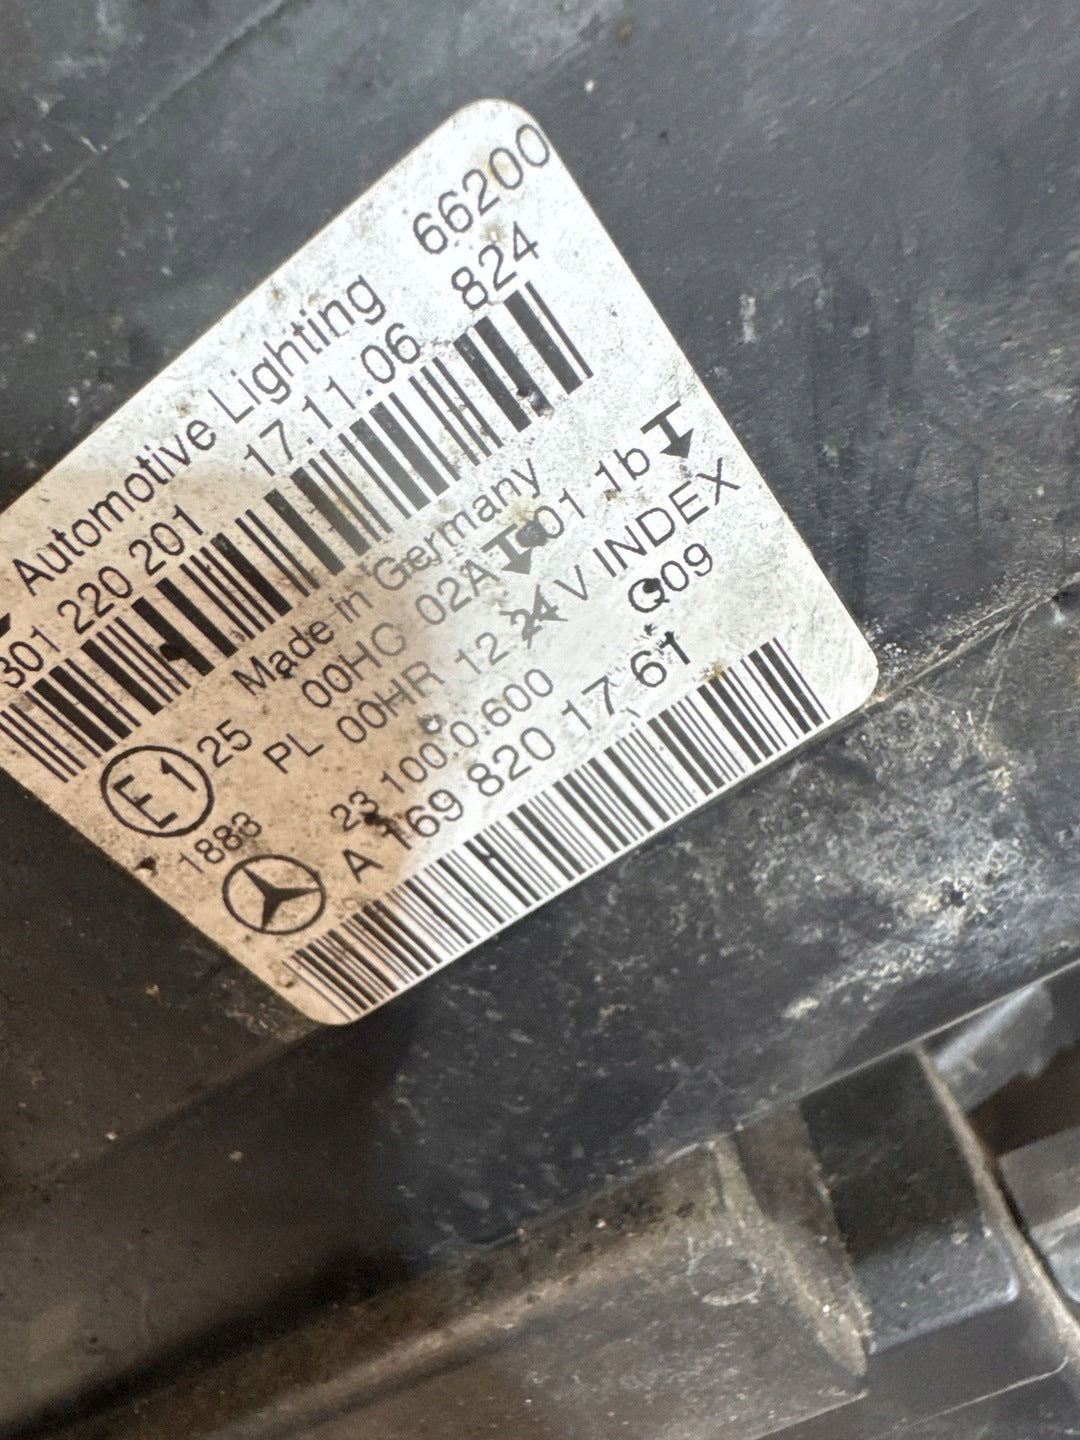 Automotive Lighting 66200
301 220 201 17.11.06 824
Made in Germany
E1 25 00HC 02A 01 1b
PL 00HR 12 24 V INDEX
1883 23 100 0.600 Q09
A 169 820 17 61